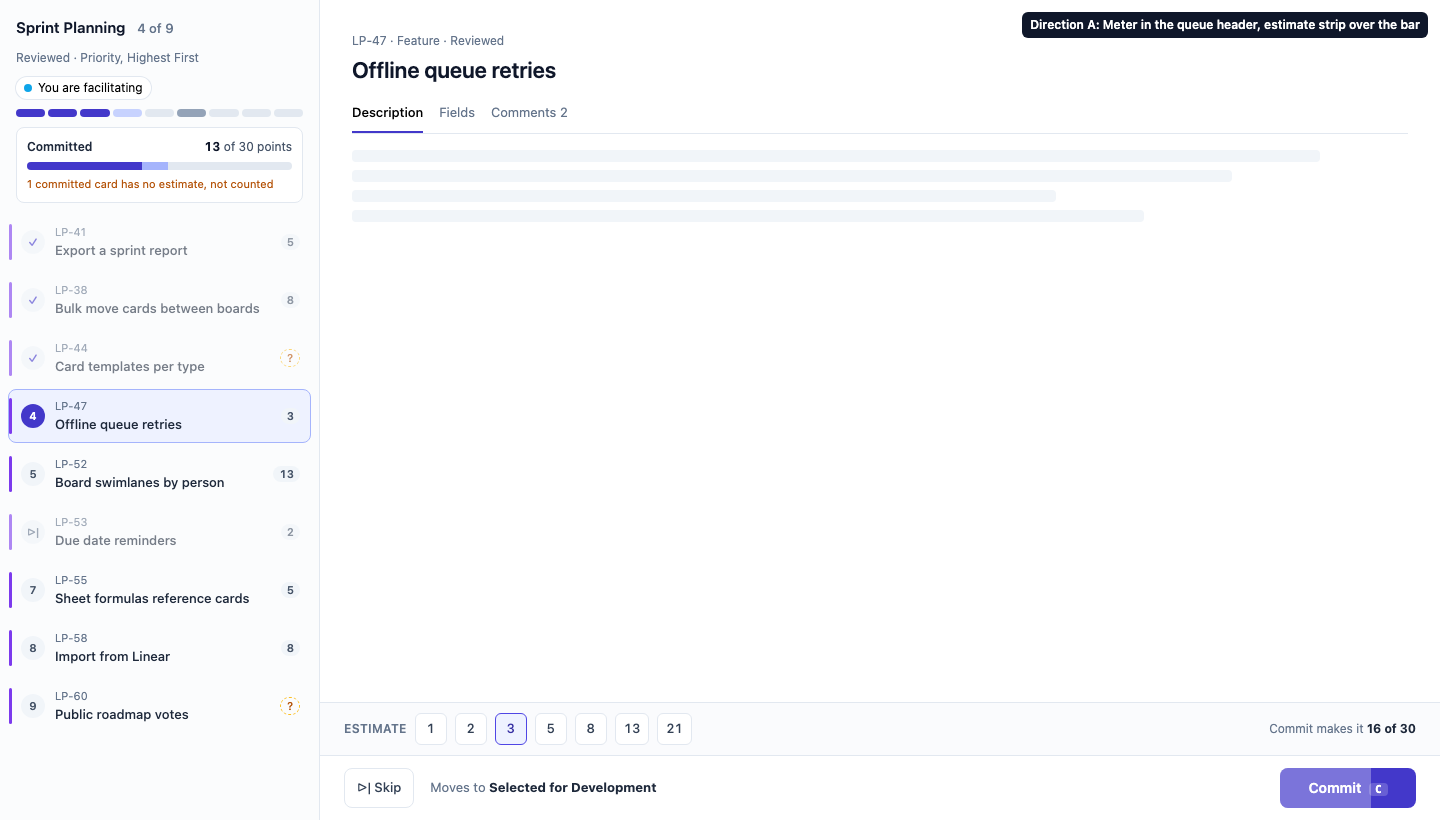 Sprint Planning 4 of 9
Reviewed · Priority, Highest First
You are facilitating
Committed 13 of 30 points
1 committed card has no estimate, not counted
LP-41
Export a sprint report 5
LP-38
Bulk move cards between boards 8
LP-44
Card templates per type ?
4 LP-47
Offline queue retries 3
5 LP-52
Board swimlanes by person 13
LP-53
Due date reminders 2
7 LP-55
Sheet formulas reference cards 5
8 LP-58
Import from Linear 8
9 LP-60
Public roadmap votes ?
Direction A: Meter in the queue header, estimate strip over the bar
LP-47 · Feature · Reviewed
Offline queue retries
Description Fields Comments 2
ESTIMATE 1 2 3 5 8 13 21 Commit makes it 16 of 30
Skip Moves to Selected for Development Commit C